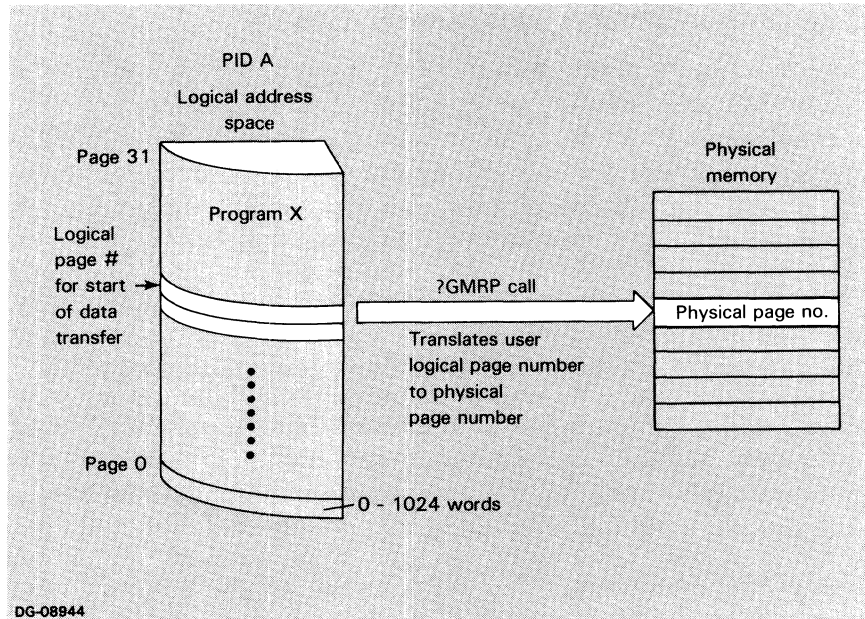 PID A
Logical address
space
Page 31
Program X
Logical
page #
for start
of data
transfer
?GMRP call
Translates user
logical page number
to physical
page number
Physical
memory
Physical page no.
Page 0
0 - 1024 words
DG-08944